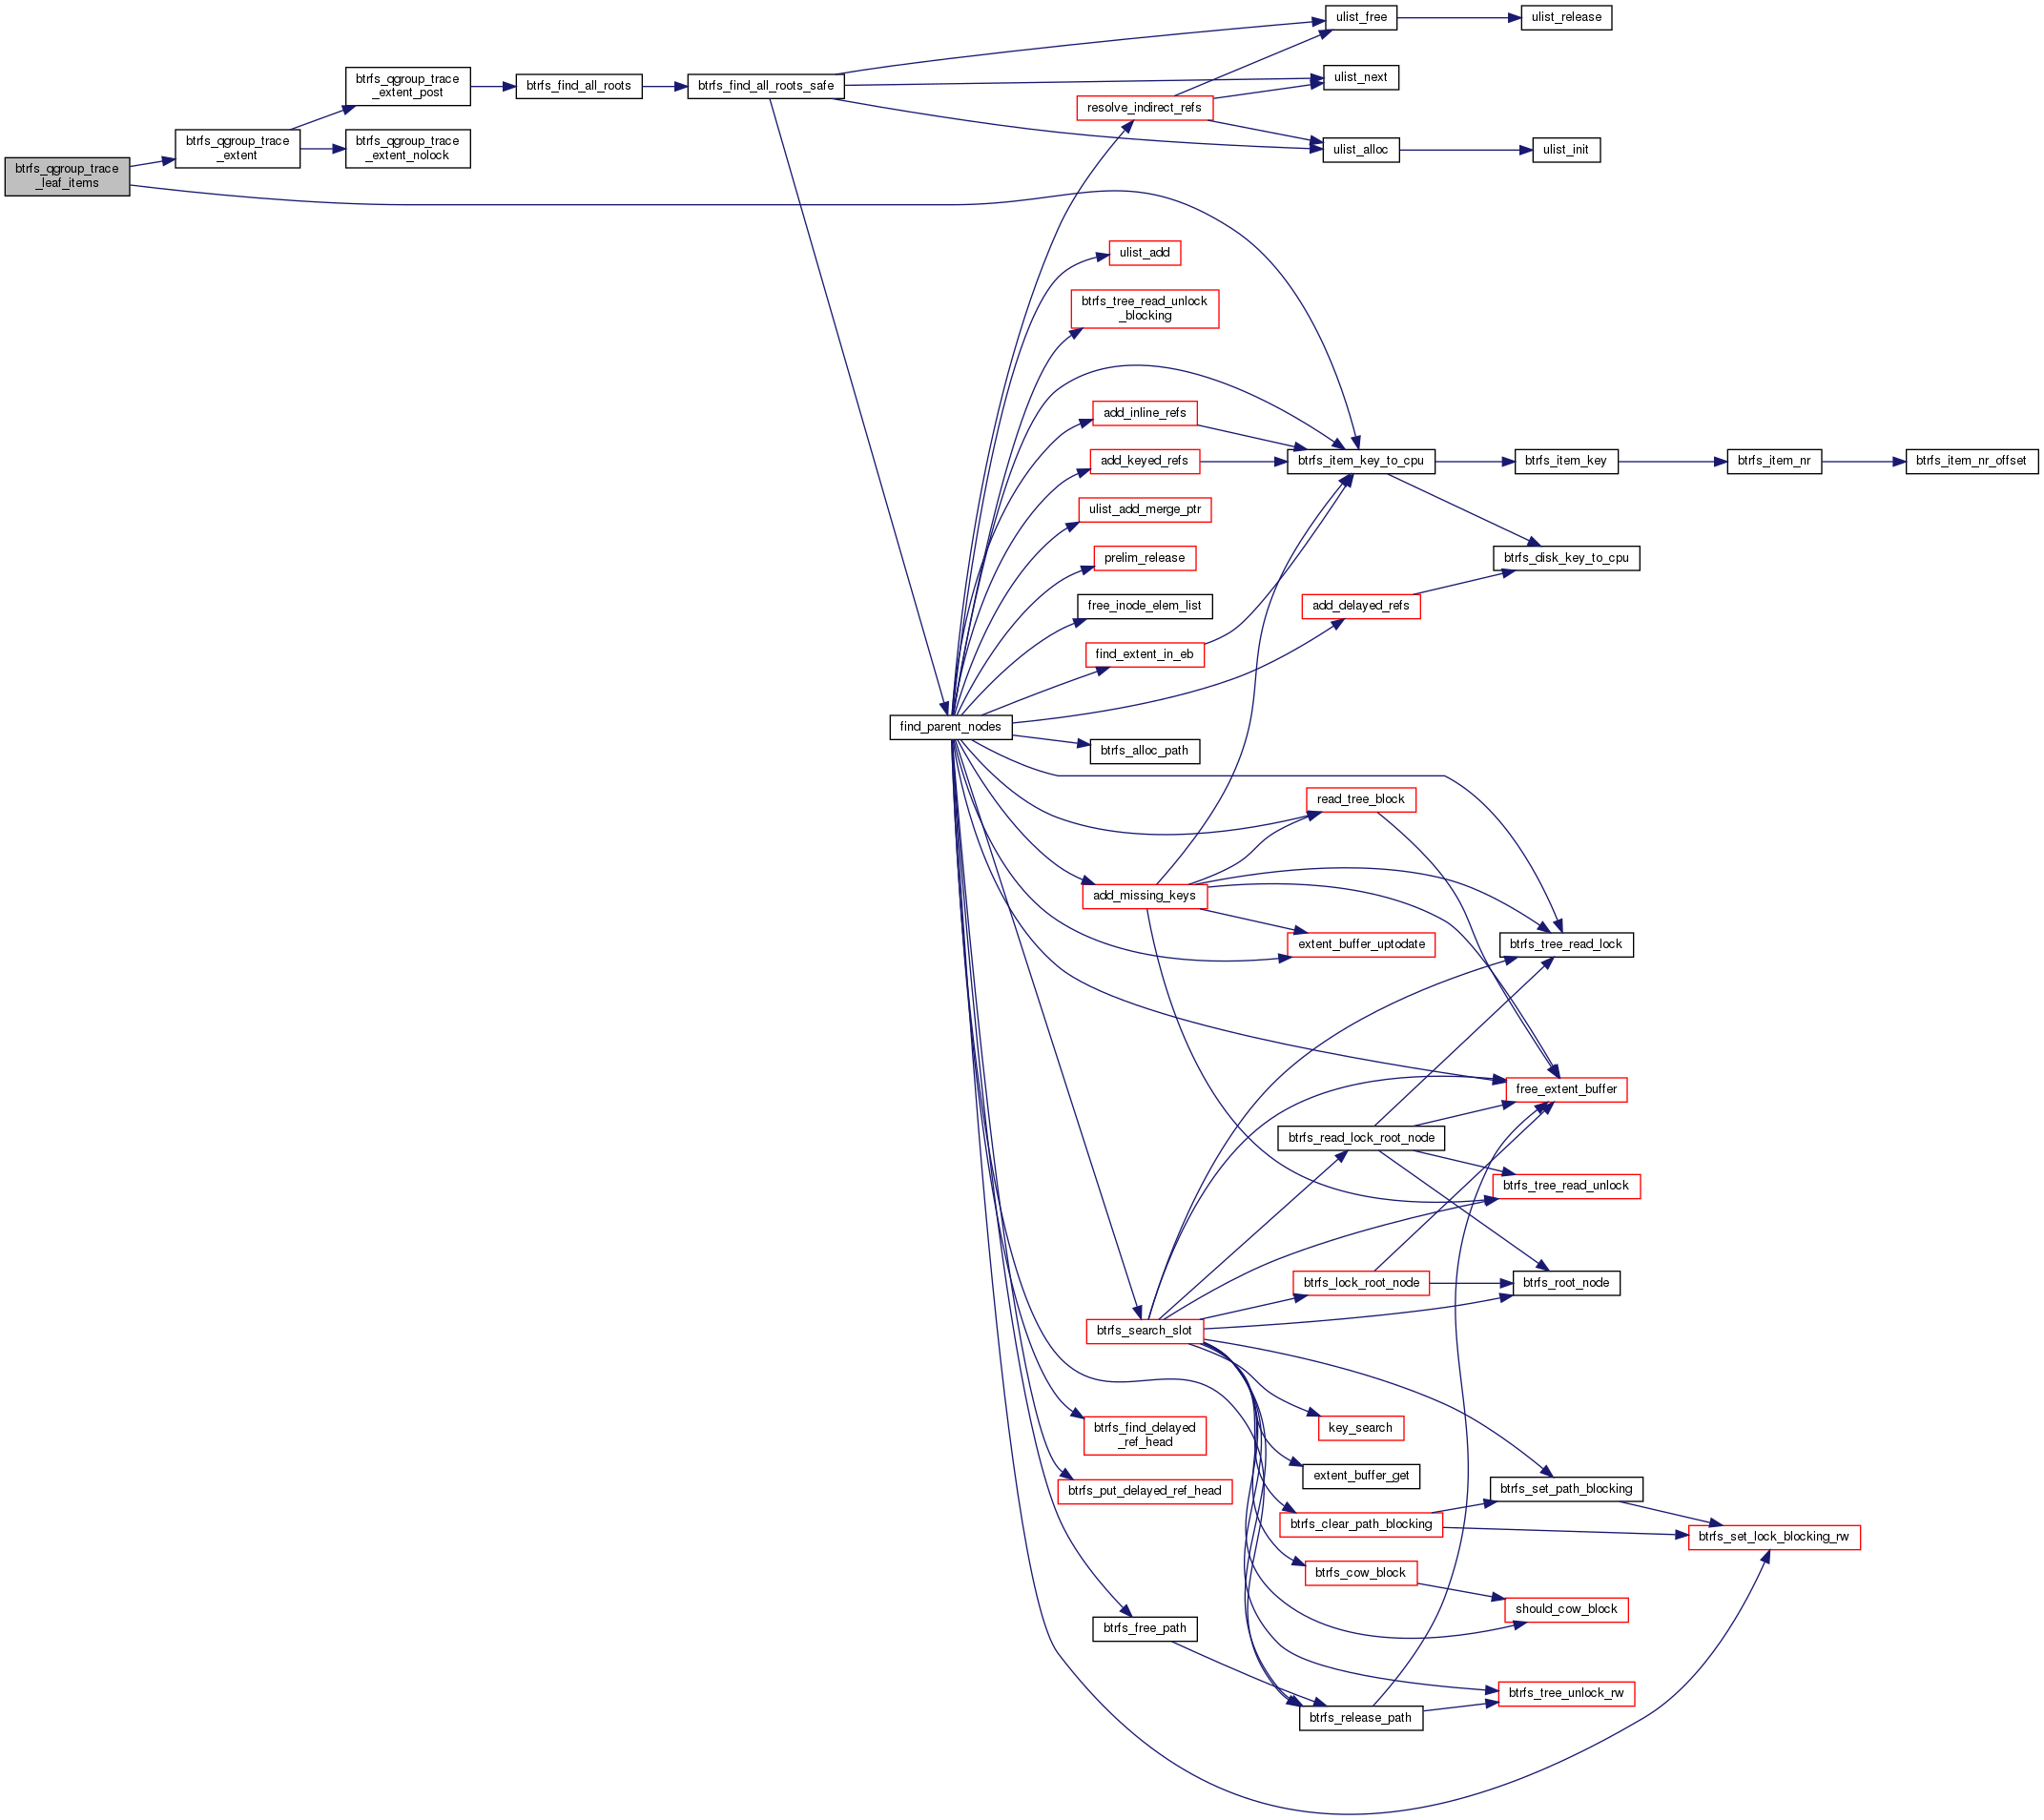 ulist_free
ulist_release
btrfs_qgroup_trace
_extent_post
btrfs_find_all_roots
btrfs_find_all_roots_safe
ulist_next
resolve_indirect_refs
btrfs_qgroup_trace
_extent
btrfs_qgroup_trace
_extent_nolock
ulist_alloc
ulist_init
btrfs_qgroup_trace
_leaf_items
ulist_add
btrfs_tree_read_unlock
_blocking
add_inline_refs
add_keyed_refs
btrfs_item_key_to_cpu
btrfs_item_key
btrfs_item_nr
btrfs_item_nr_offset
ulist_add_merge_ptr
prelim_release
btrfs_disk_key_to_cpu
free_inode_elem_list
add_delayed_refs
find_extent_in_eb
find_parent_nodes
btrfs_alloc_path
read_tree_block
add_missing_keys
extent_buffer_uptodate
btrfs_tree_read_lock
free_extent_buffer
btrfs_read_lock_root_node
btrfs_tree_read_unlock
btrfs_lock_root_node
btrfs_root_node
btrfs_search_slot
btrfs_find_delayed
_ref_head
key_search
extent_buffer_get
btrfs_put_delayed_ref_head
btrfs_set_path_blocking
btrfs_clear_path_blocking
btrfs_set_lock_blocking_rw
btrfs_cow_block
should_cow_block
btrfs_free_path
btrfs_tree_unlock_rw
btrfs_release_path